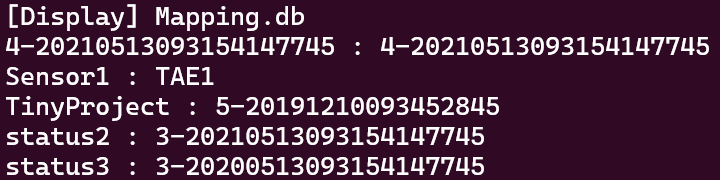 [Display] Mapping.db
4-20210513093154147745 : 4-20210513093154147745
Sensor1 : TAE1
TinyProject : 5-20191210093452845
status2 : 3-20210513093154147745
status3 : 3-20200513093154147745